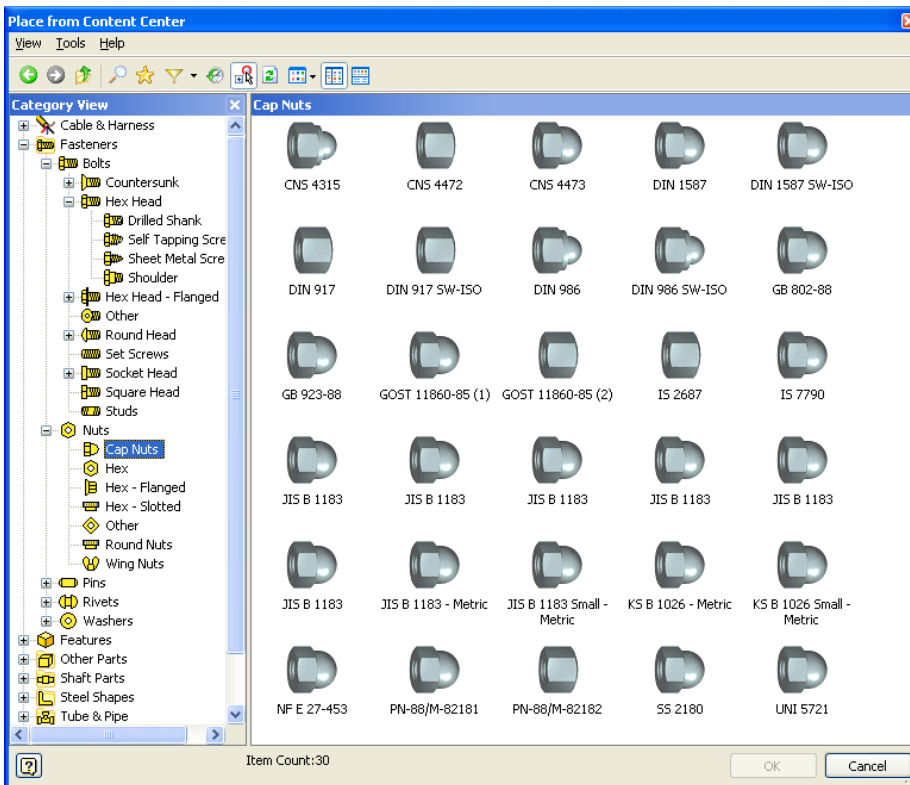 Place from Content Center
View Tools Help
Category View
Cable & Harness
Fasteners
Bolts
Countersunk
Hex Head
Drilled Shank
Self Tapping Scre
Sheet Metal Scre
Shoulder
Hex Head - Flanged
Other
Round Head
Set Screws
Socket Head
Square Head
Studs
Nuts
Cap Nuts
Hex
Hex - Flanged
Hex - Slotted
Other
Round Nuts
Wing Nuts
Pins
Rivets
Washers
Features
Other Parts
Shaft Parts
Steel Shapes
Tube & Pipe
Cap Nuts
CNS 4315 CNS 4472 CNS 4473 DIN 1587 DIN 1587 SW-ISO
DIN 917 DIN 917 SW-ISO DIN 986 DIN 986 SW-ISO GB 802-88
GB 923-88 GOST 11860-85 (1) GOST 11860-85 (2) IS 2687 IS 7790
JIS B 1183 JIS B 1183 JIS B 1183 JIS B 1183 JIS B 1183
JIS B 1183 JIS B 1183 - Metric JIS B 1183 Small - KS B 1026 - Metric KS B 1026 Small -
Metric Metric
NF E 27-453 PN-88/M-82181 PN-88/M-82182 SS 2180 UNI 5721
Item Count:30
OK Cancel